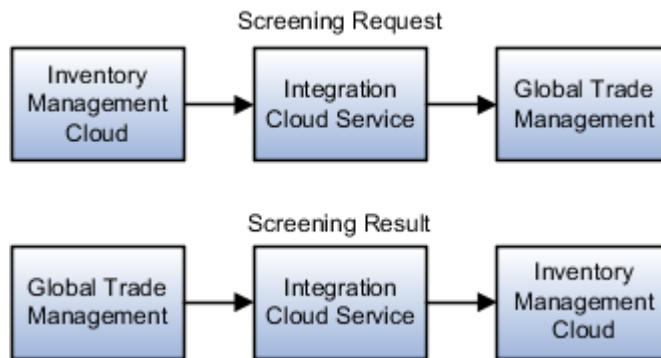 Screening Request
Inventory
Management
Cloud
Integration
Cloud Service
Global Trade
Management
Screening Result
Global Trade
Management
Integration
Cloud Service
Inventory
Management
Cloud